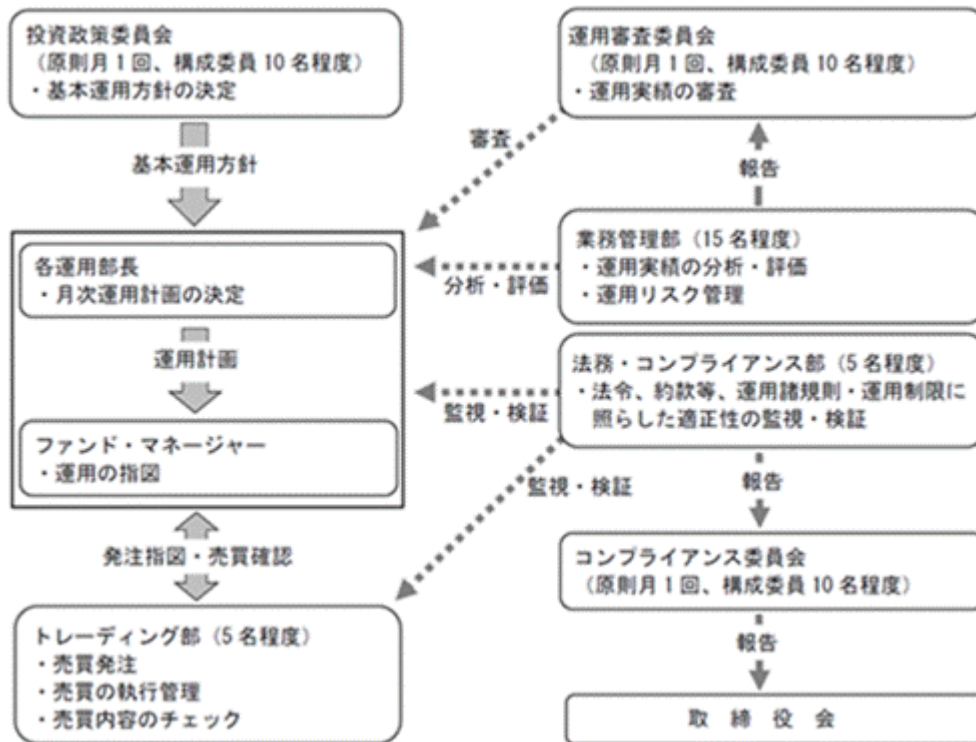 投資政策委員会
（原則月1回、構成委員10名程度）
・基本運用方針の決定
基本運用方針
各運用部長
・月次運用計画の決定
運用計画
ファンド・マネージャー
・運用の指図
発注指図・売買確認
トレーディング部（5名程度）
・売買発注
・売買の執行管理
・売買内容のチェック
運用審査委員会
（原則月1回、構成委員10名程度）
・運用実績の審査
審査
報告
業務管理部（15名程度）
・運用実績の分析・評価
・運用リスク管理
分析・評価
法務・コンプライアンス部（5名程度）
・法令、約款等、運用諸規則・運用制限に
照らした適正性の監視・検証
監視・検証
監視・検証
報告
コンプライアンス委員会
（原則月1回、構成委員10名程度）
報告
取締役会